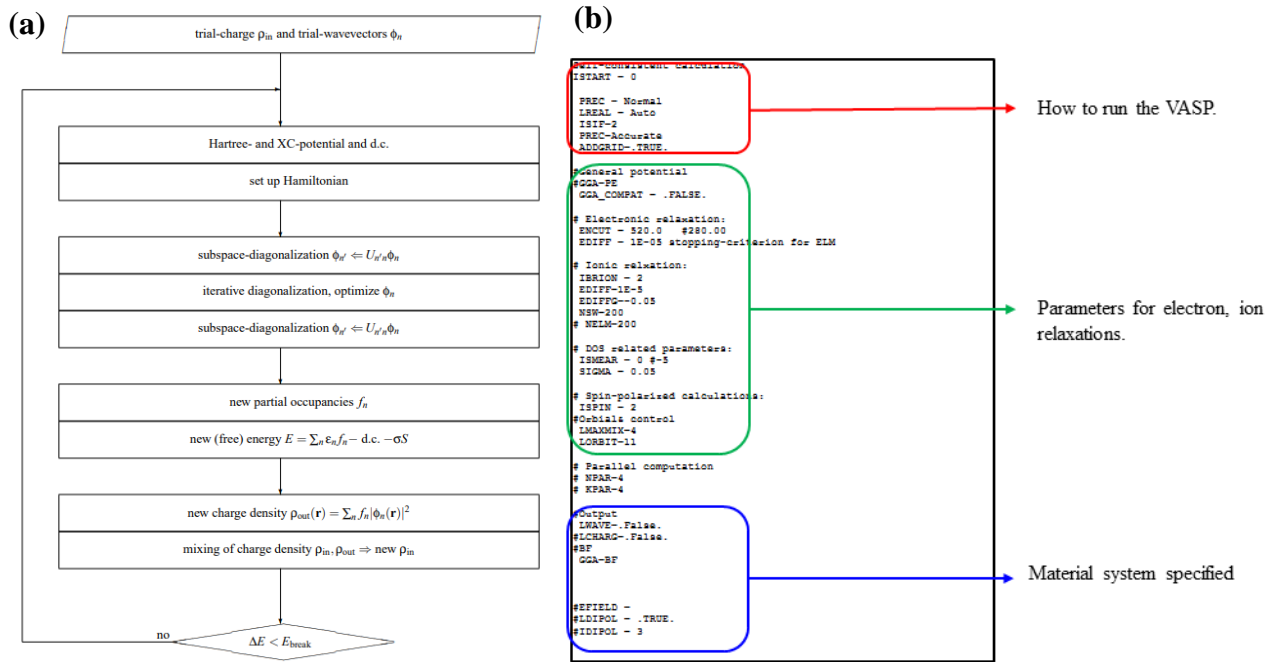 (a)
trial-charge ρin and trial-wavevectors ϕn
Hartree- and XC-potential and d.c.
set up Hamiltonian
subspace-diagonalization ϕn′ ⇐ Un′nϕn
iterative diagonalization, optimize ϕn
subspace-diagonalization ϕn′ ⇐ Un′nϕn
new partial occupancies fn
new (free) energy E = ∑n εn fn − d.c. −σS
new charge density ρout(r) = ∑n fn|ϕn(r)|²
mixing of charge density ρin, ρout ⇒ new ρin
no
ΔE < Ebreak
(b)
Self-consistent calculation
ISTART = 0
PREC = Normal
LREAL = Auto
ISIF=2
PREC=Accurate
ADDGRID=.TRUE.
#General potential
#GGA=PE
GGA_COMPAT = .FALSE.
# Electronic relaxation:
ENCUT = 520.0 #280.00
EDIFF = 1E-05 stopping-criterion for ELM
# Ionic relxation:
IBRION = 2
EDIFF=1E-5
EDIFFG=-0.05
NSW=200
# NELM=200
# DOS related parameters:
ISMEAR = 0 #-5
SIGMA = 0.05
# Spin-polarized calculations:
ISPIN = 2
#Orbials control
LMAXMIX=4
LORBIT=11
# Parallel computation
# NPAR=4
# KPAR=4
#Output
LWAVE=.False.
#LCHARG=.False.
#BF
GGA=BF
#EFIELD =
#LDIPOL = .TRUE.
#IDIPOL = 3
How to run the VASP.
Parameters for electron, ion
relaxations.
Material system specified